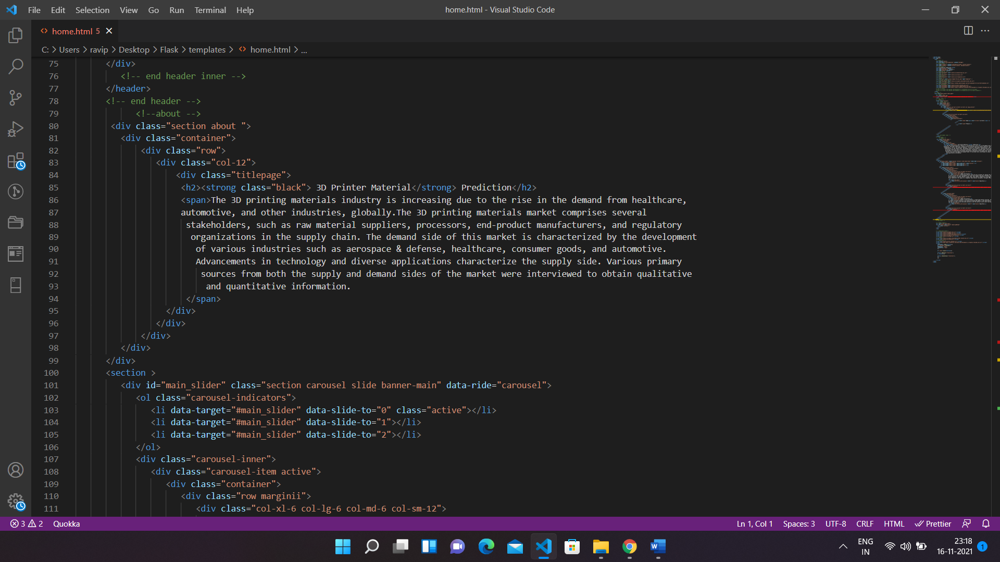 File Edit Selection View Go Run Terminal Help
home.html - Visual Studio Code
home.html 5
C: > Users > ravip > Desktop > Flask > templates > home.html > ...
75 </div>
76 <!-- end header inner -->
77 </header>
78 <!-- end header -->
79 <!--about -->
80 <div class="section about ">
81 <div class="container">
82 <div class="row">
83 <div class="col-12">
84 <div class="titlepage">
85 <h2><strong class="black"> 3D Printer Material</strong> Prediction</h2>
86 <span>The 3D printing materials industry is increasing due to the rise in the demand from healthcare,
87 automotive, and other industries, globally.The 3D printing materials market comprises several
88 stakeholders, such as raw material suppliers, processors, end-product manufacturers, and regulatory
89 organizations in the supply chain. The demand side of this market is characterized by the development
90 of various industries such as aerospace & defense, healthcare, consumer goods, and automotive.
91 Advancements in technology and diverse applications characterize the supply side. Various primary
92 sources from both the supply and demand sides of the market were interviewed to obtain qualitative
93 and quantitative information.
94 </span>
95 </div>
96 </div>
97 </div>
98 </div>
99 </div>
100 <section >
101 <div id="main_slider" class="section carousel slide banner-main" data-ride="carousel">
102 <ol class="carousel-indicators">
103 <li data-target="#main_slider" data-slide-to="0" class="active"></li>
104 <li data-target="#main_slider" data-slide-to="1"></li>
105 <li data-target="#main_slider" data-slide-to="2"></li>
106 </ol>
107 <div class="carousel-inner">
108 <div class="carousel-item active">
109 <div class="container">
110 <div class="row marginii">
111 <div class="col-xl-6 col-lg-6 col-md-6 col-sm-12">
3 2 Quokka
Ln 1, Col 1 Spaces: 3 UTF-8 CRLF HTML Prettier
ENG 23:18
IN 16-11-2021 1